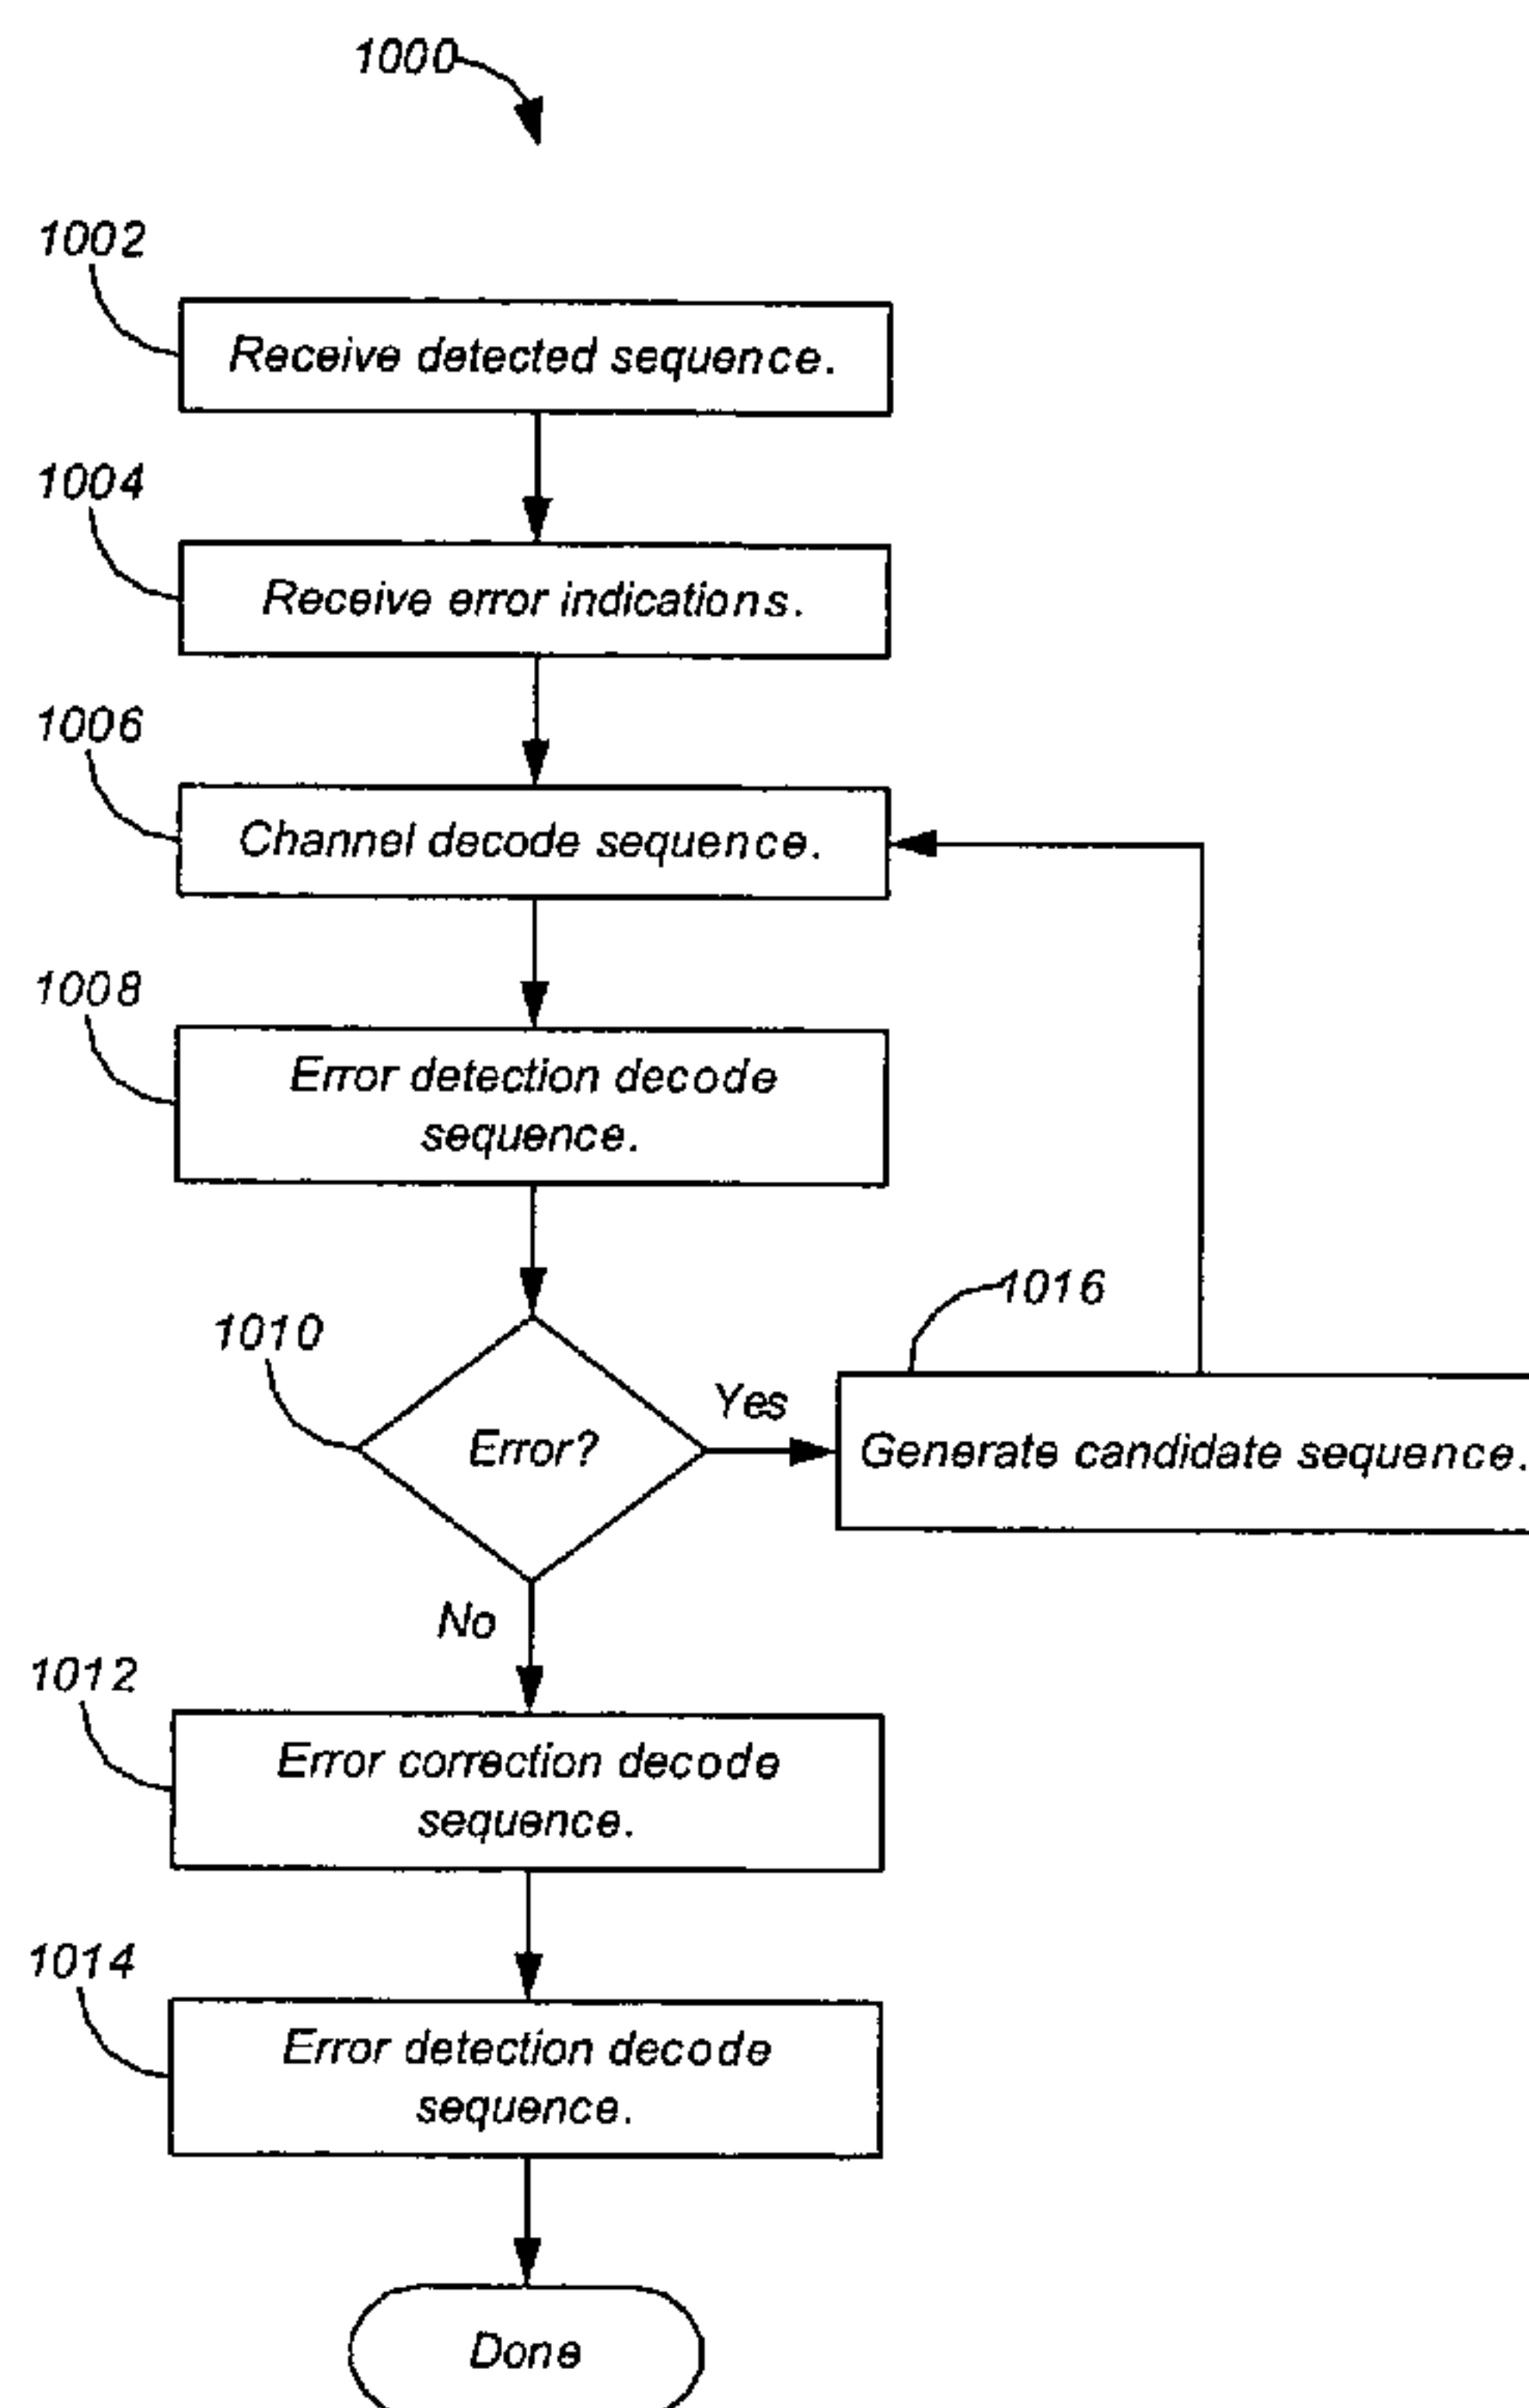 1000
1002
Receive detected sequence.
1004
Receive error indications.
1006
Channel decode sequence.
1008
Error detection decode
sequence.
1010
Error?
Yes
1016
Generate candidate sequence.
No
1012
Error correction decode
sequence.
1014
Error detection decode
sequence.
Done